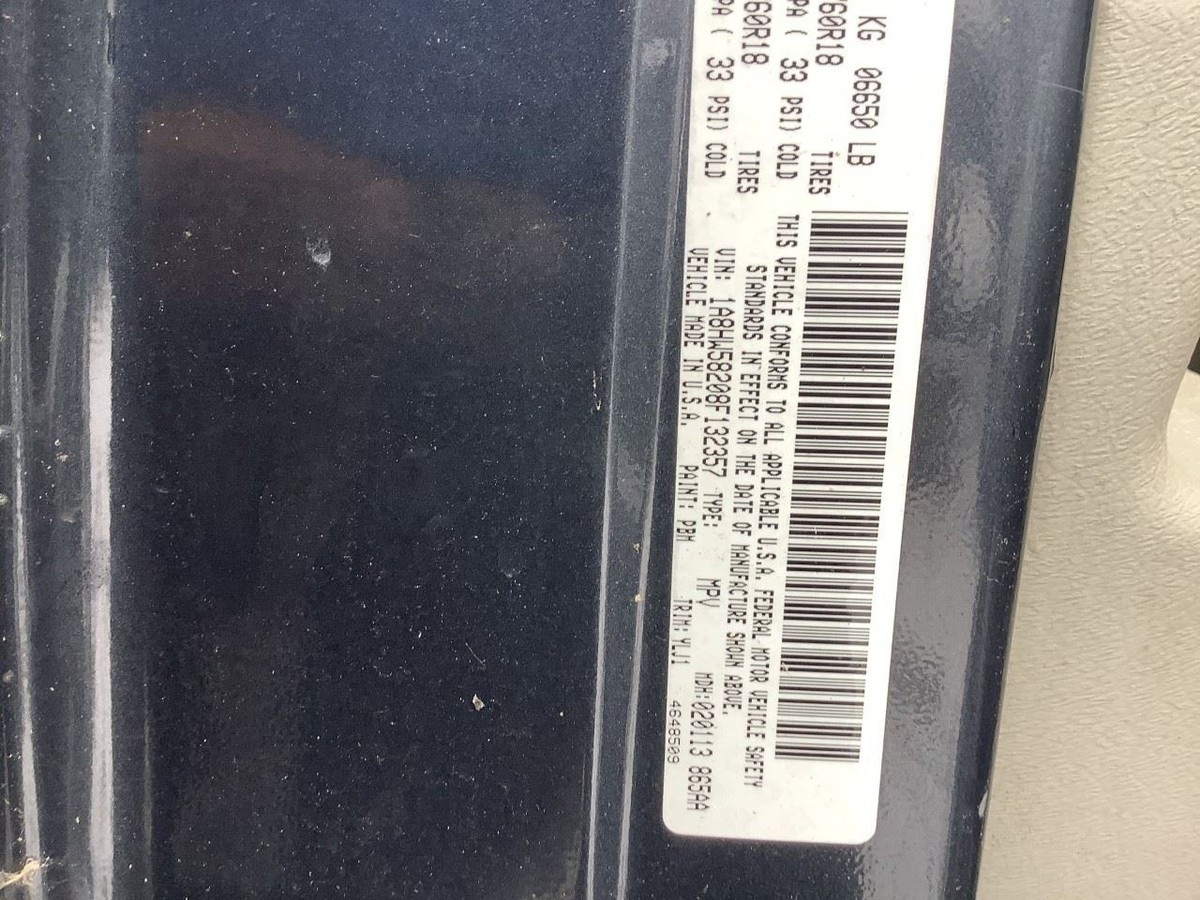 KG 06650 LB
TIRES
60R18
PA ( 33 PSI) COLD
TIRES
60R18
PA ( 33 PSI) COLD
THIS VEHICLE CONFORMS TO ALL APPLICABLE U.S.A. FEDERAL MOTOR VEHICLE SAFETY
STANDARDS IN EFFECT ON THE DATE OF MANUFACTURE SHOWN ABOVE.
VIN: 1A8HW58208F132357 TYPE: MPV MDH:020113 865AA
VEHICLE MADE IN U.S.A. PAINT: PBM TRIM: YLJ1
4648509